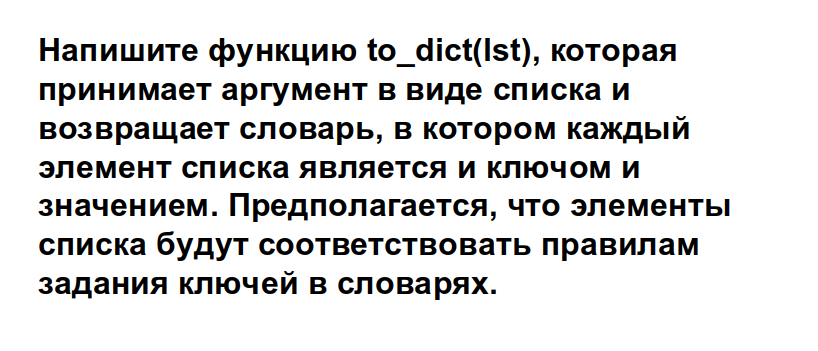 Напишите функцию to_dict(lst), которая
принимает аргумент в виде списка и
возвращает словарь, в котором каждый
элемент списка является и ключом и
значением. Предполагается, что элементы
списка будут соответствовать правилам
задания ключей в словарях.